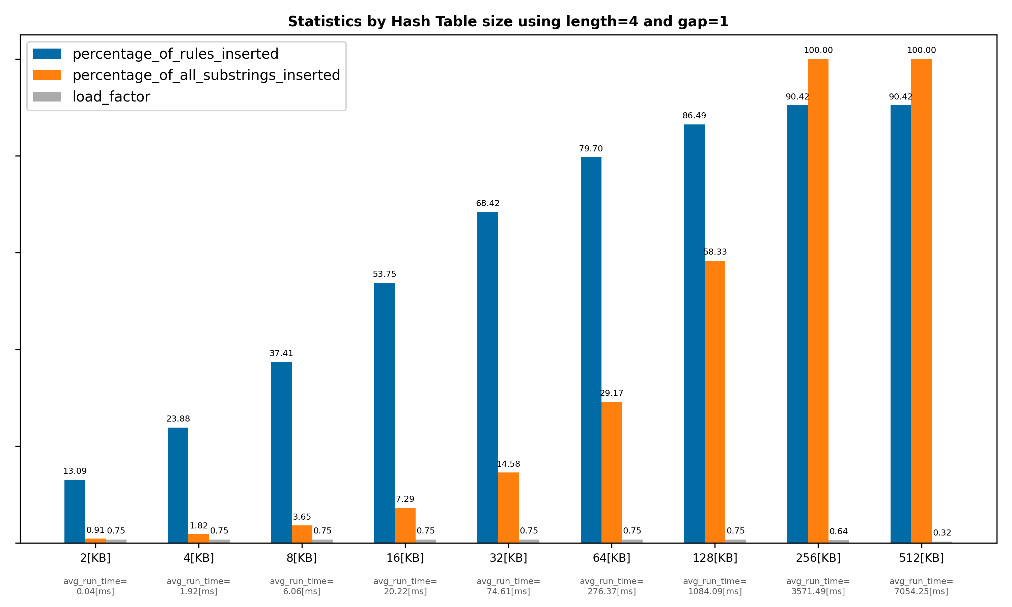 Statistics by Hash Table size using length=4 and gap=1
percentage_of_rules_inserted
percentage_of_all_substrings_inserted
load_factor
13.09
0.91
0.75
23.88
1.82
0.75
37.41
3.65
0.75
53.75
7.29
0.75
68.42
14.58
0.75
79.70
29.17
0.75
86.49
58.33
0.75
90.42
100.00
0.64
90.42
100.00
0.32
2[KB]
4[KB]
8[KB]
16[KB]
32[KB]
64[KB]
128[KB]
256[KB]
512[KB]
avg_run_time=
0.04[ms]
avg_run_time=
1.92[ms]
avg_run_time=
6.06[ms]
avg_run_time=
20.22[ms]
avg_run_time=
74.61[ms]
avg_run_time=
276.37[ms]
avg_run_time=
1084.09[ms]
avg_run_time=
3571.49[ms]
avg_run_time=
7054.25[ms]